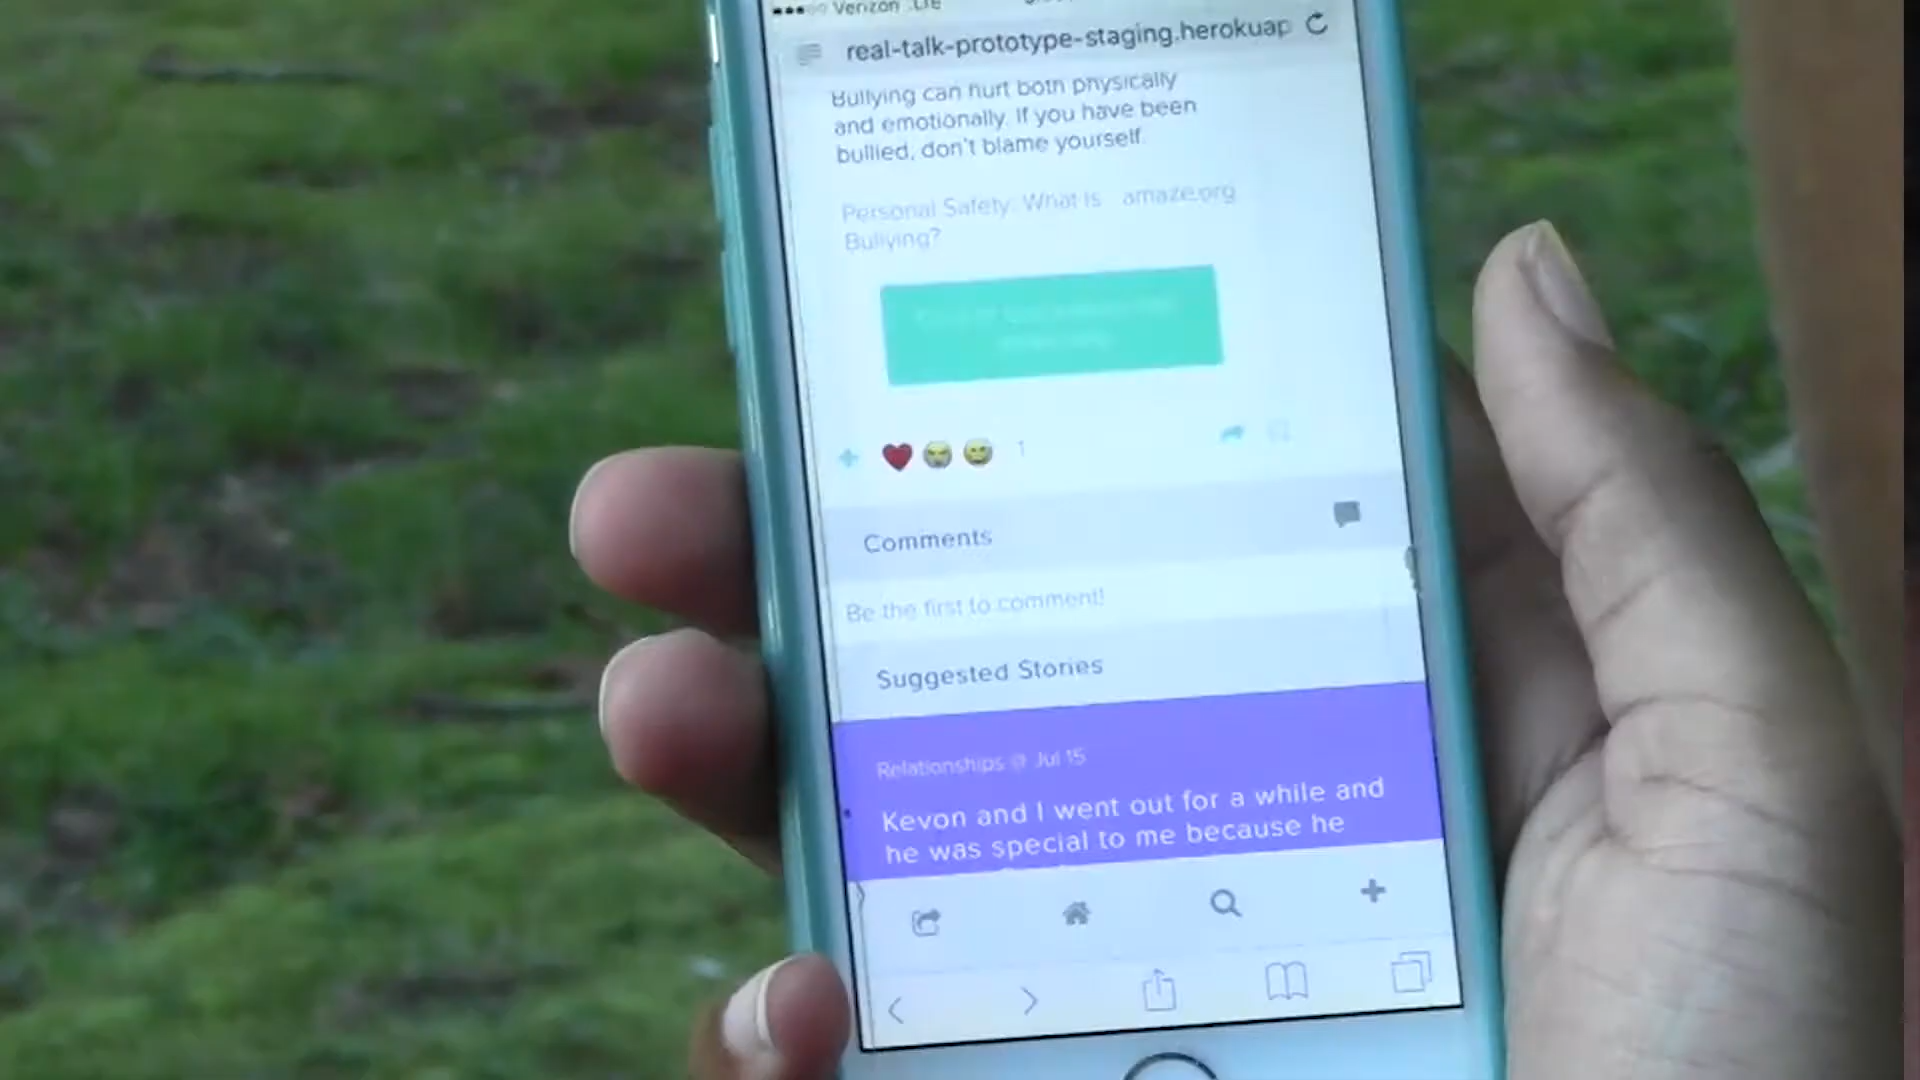 Verizon LTE
real-talk-prototype-staging.herokuap
Bullying can hurt both physically
and emotionally. If you have been
bullied, don't blame yourself.
Personal Safety: What Is amaze.org
Bullying?
1
Comments
Be the first to comment!
Suggested Stories
Relationships @ Jul 15
Kevon and I went out for a while and
he was special to me because he